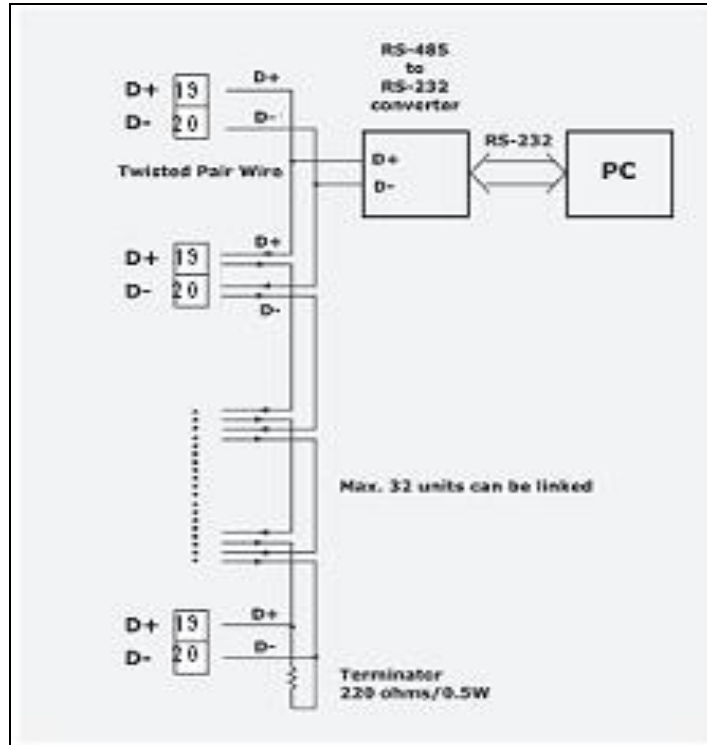 RS-485
to
RS-232
converter
D+ 19 D+
D- 20 D-
RS-232
D+
D-
PC
Twisted Pair Wire
D+
D+ 19
D- 20
D-
Max. 32 units can be linked
D+ 19 D+
D- 20 D-
Terminator
220 ohms/0.5W